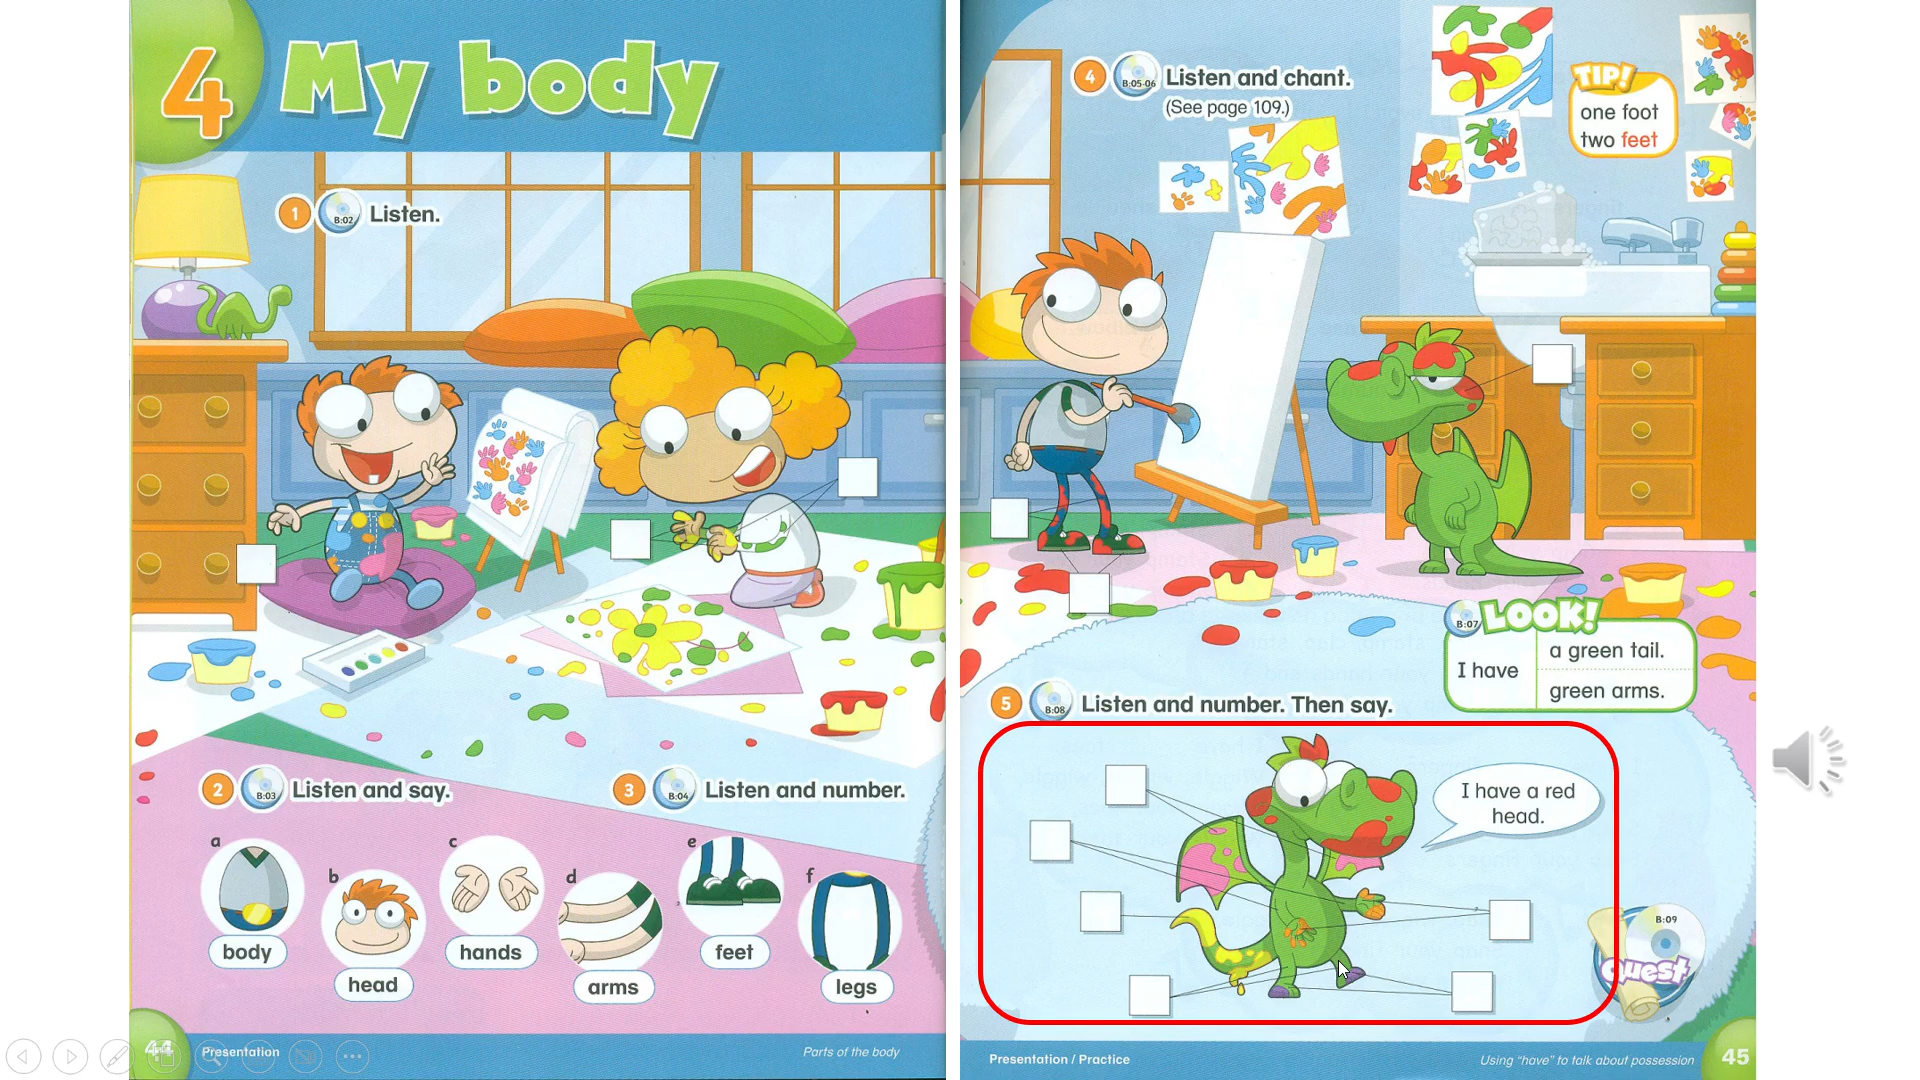 4 My body
1 B:02 Listen.
2 B:03 Listen and say.
3 B:04 Listen and number.
a
body
b
head
c
hands
d
arms
e
feet
f
legs
44
Presentation
Parts of the body
4 B:05-06 Listen and chant.
(See page 109.)
TIP!
one foot
two feet
B:07 LOOK!
I have
a green tail.
green arms.
5 B:08 Listen and number. Then say.
I have a red
head.
B:09
Quest
Presentation / Practice
Using “have” to talk about possession
45